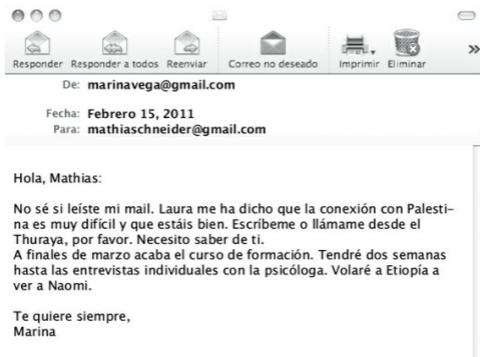 Responder Responder a todos Reenviar Correo no deseado Imprimir Eliminar
De: marinavega@gmail.com
Fecha: Febrero 15, 2011
Para: mathiaschneider@gmail.com
Hola, Mathias:
No sé si leíste mi mail. Laura me ha dicho que la conexión con Palesti-
na es muy difícil y que estáis bien. Escríbeme o llámame desde el
Thuraya, por favor. Necesito saber de ti.
A finales de marzo acaba el curso de formación. Tendré dos semanas
hasta las entrevistas individuales con la psicóloga. Volaré a Etiopía a
ver a Naomi.
Te quiere siempre,
Marina